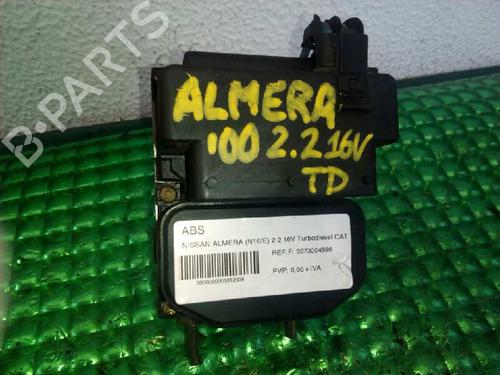 B-PARTS
ALMERA
'00 2.2 16V
TD
ABS
NISSAN ALMERA (N16/E) 2.2 16V Turbodiesel CAT
REF.F: 0273004598
PVP: 0,00 + IVA